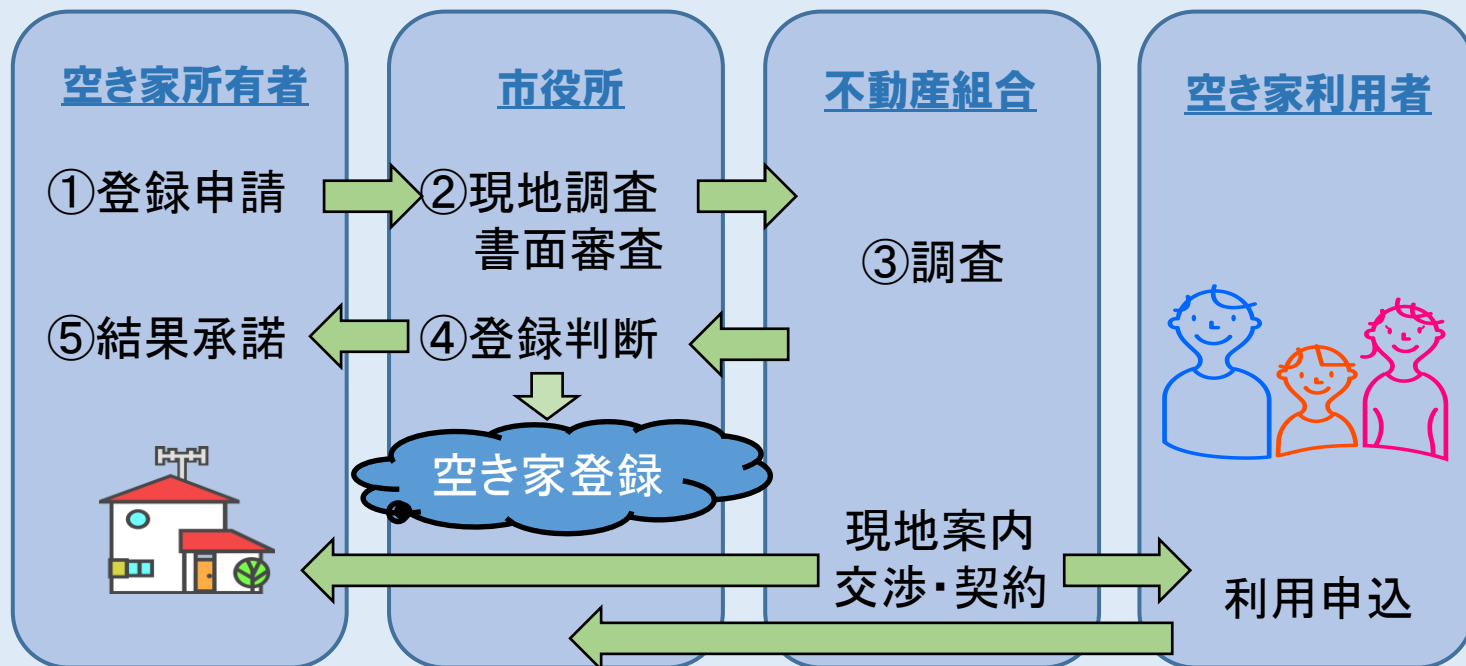 空き家所有者
市役所
不動産組合
空き家利用者
①登録申請
②現地調査
書面審査
③調査
⑤結果承諾
④登録判断
空き家登録
現地案内
交渉・契約
利用申込